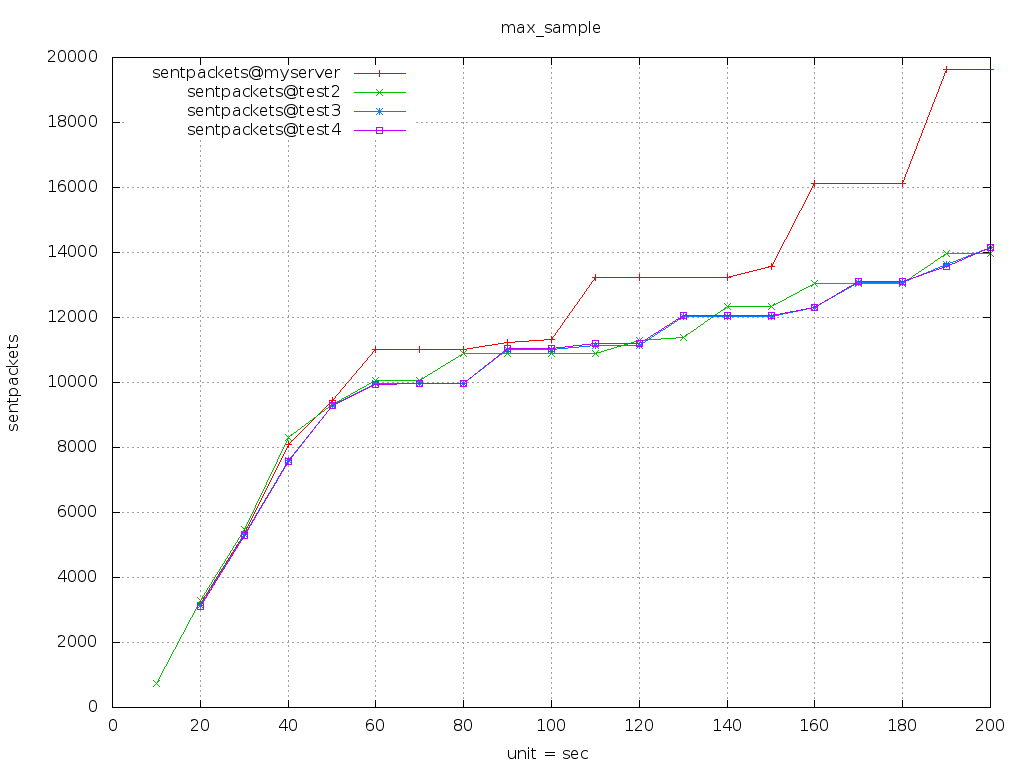 max_sample
20000
18000
16000
14000
12000
10000
8000
6000
4000
2000
0
sentpackets
sentpackets@myserver
sentpackets@test2
sentpackets@test3
sentpackets@test4
0 20 40 60 80 100 120 140 160 180 200
unit = sec